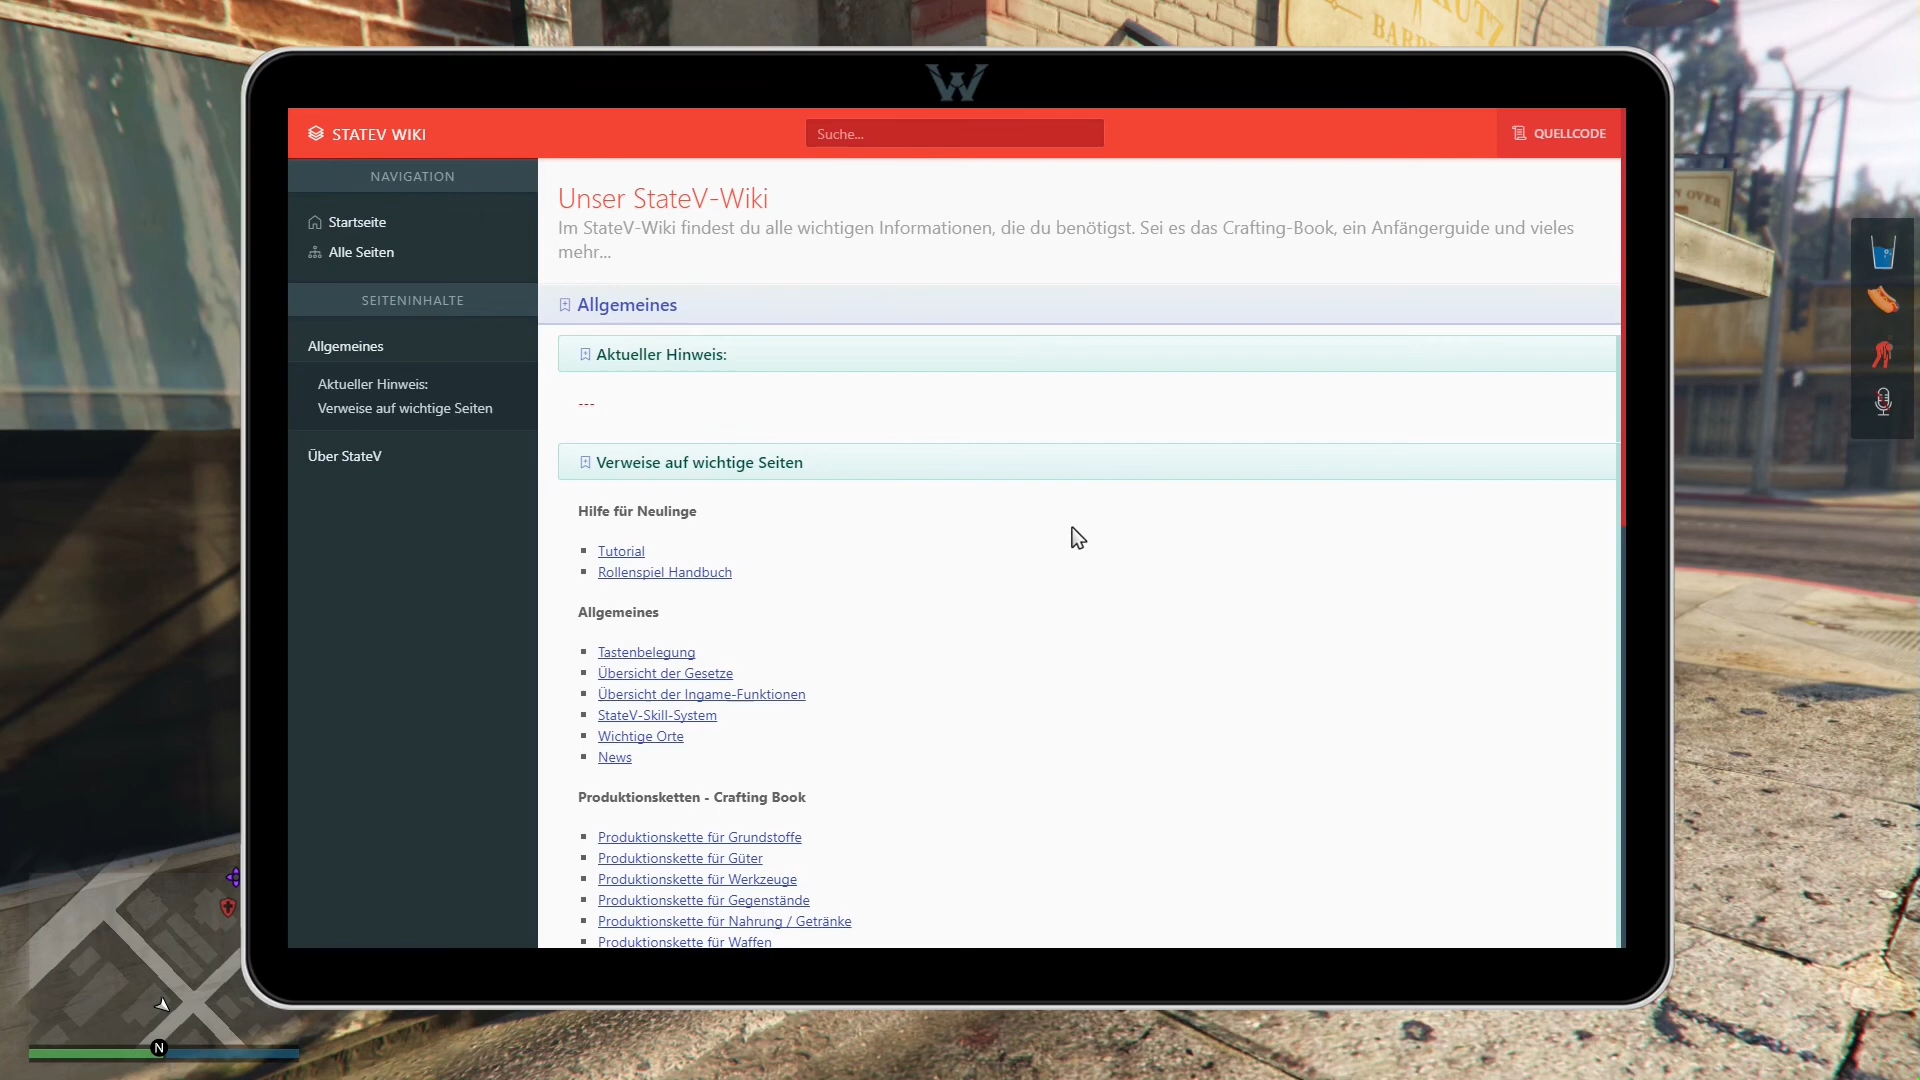 STATEV WIKI
Suche...
QUELLCODE
NAVIGATION
Startseite
Alle Seiten
SEITENINHALTE
Allgemeines
Aktueller Hinweis:
Verweise auf wichtige Seiten
Über StateV
Unser StateV-Wiki
Im StateV-Wiki findest du alle wichtigen Informationen, die du benötigst. Sei es das Crafting-Book, ein Anfängerguide und vieles
mehr...
Allgemeines
Aktueller Hinweis:
---
Verweise auf wichtige Seiten
Hilfe für Neulinge
Tutorial
Rollenspiel Handbuch
Allgemeines
Tastenbelegung
Übersicht der Gesetze
Übersicht der Ingame-Funktionen
StateV-Skill-System
Wichtige Orte
News
Produktionsketten - Crafting Book
Produktionskette für Grundstoffe
Produktionskette für Güter
Produktionskette für Werkzeuge
Produktionskette für Gegenstände
Produktionskette für Nahrung / Getränke
Produktionskette für Waffen
N
OVER